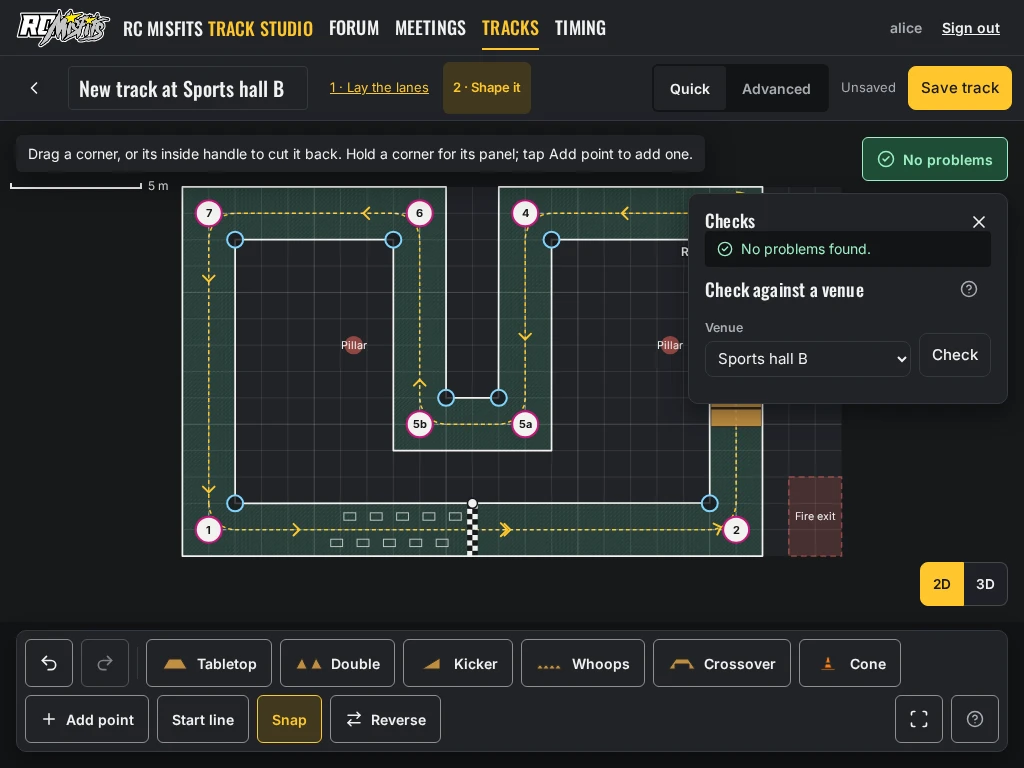 RC Misfits
RC MISFITS TRACK STUDIO
FORUM
MEETINGS
TRACKS
TIMING
alice
Sign out
New track at Sports hall B
1 · Lay the lanes
2 · Shape it
Quick
Advanced
Unsaved
Save track
Drag a corner, or its inside handle to cut it back. Hold a corner for its panel; tap Add point to add one.
No problems
5 m
7
6
4
Checks
No problems found.
R
Check against a venue
Venue
Sports hall B
Check
Pillar
Pillar
5b
5a
1
2
Fire exit
2D
3D
Tabletop
Double
Kicker
Whoops
Crossover
Cone
Add point
Start line
Snap
Reverse